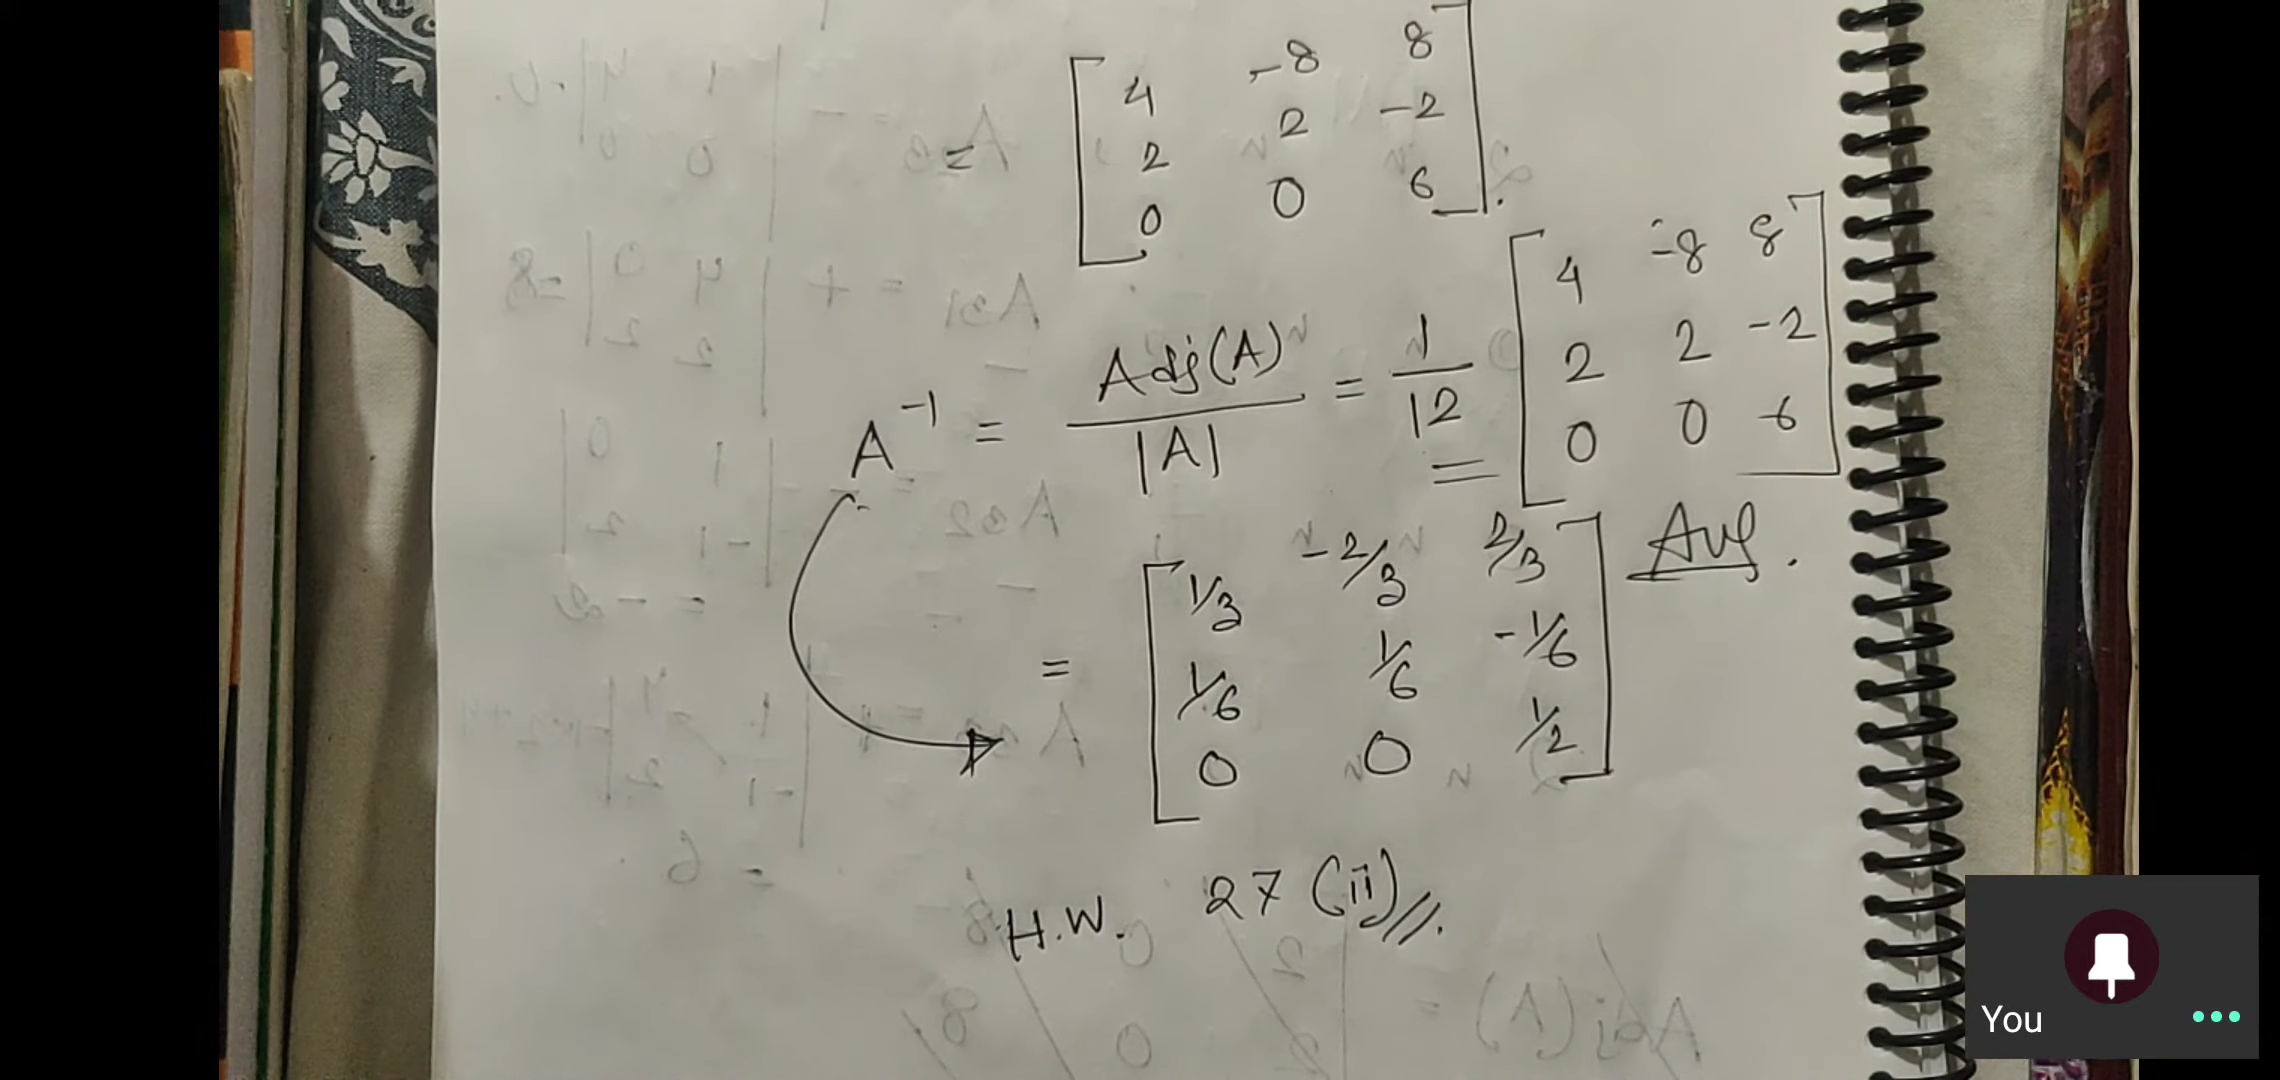 = [ 4 -8 8
2 2 -2
0 0 6 ].
A⁻¹ = Adj(A) / |A| = 1/12 [ 4 -8 8
2 2 -2
0 0 6 ]
= [ 1/3 -2/3 2/3
1/6 1/6 -1/6
0 0 1/2 ] Ans.
H.W. 27 (ii)//.
You